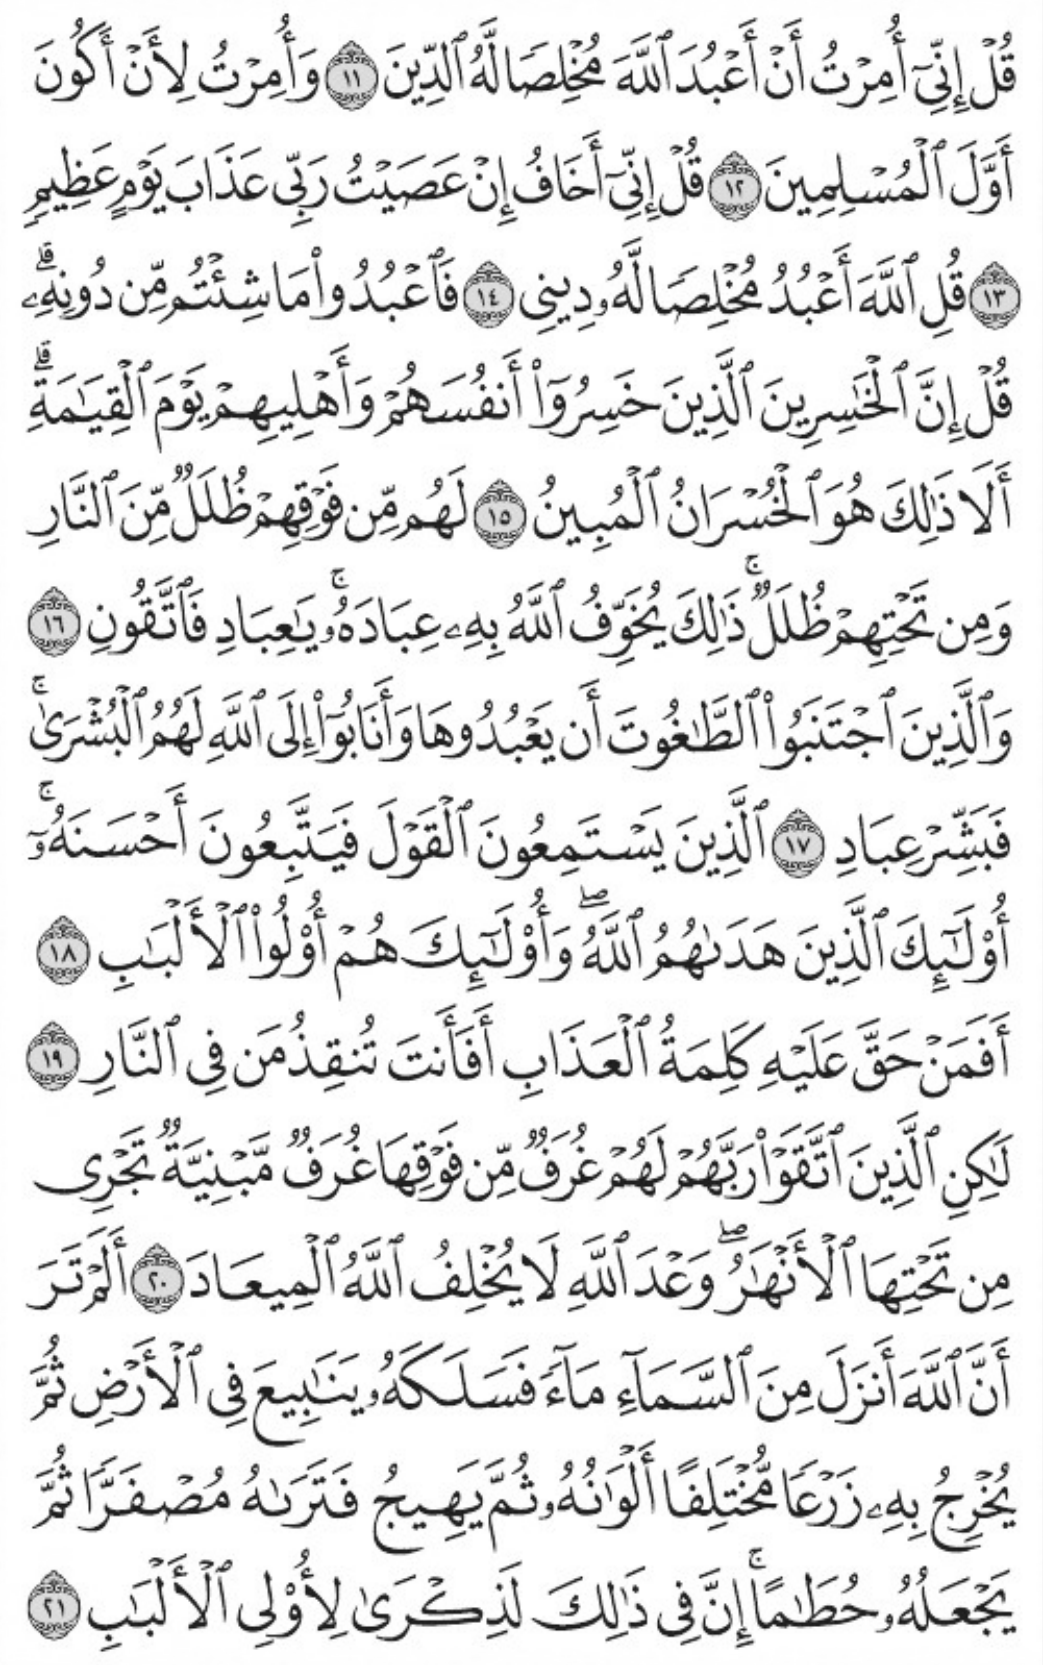 قُلْ إِنِّىٓ أُمِرْتُ أَنْ أَعْبُدَ ٱللَّهَ مُخْلِصًا لَّهُ ٱلدِّينَ ١١ وَأُمِرْتُ لِأَنْ أَكُونَ
أَوَّلَ ٱلْمُسْلِمِينَ ١٢ قُلْ إِنِّىٓ أَخَافُ إِنْ عَصَيْتُ رَبِّى عَذَابَ يَوْمٍ عَظِيمٍ
١٣ قُلِ ٱللَّهَ أَعْبُدُ مُخْلِصًا لَّهُۥ دِينِى ١٤ فَٱعْبُدُوا۟ مَا شِئْتُم مِّن دُونِهِۦۗ
قُلْ إِنَّ ٱلْخَـٰسِرِينَ ٱلَّذِينَ خَسِرُوٓا۟ أَنفُسَهُمْ وَأَهْلِيهِمْ يَوْمَ ٱلْقِيَـٰمَةِۗ
أَلَا ذَٰلِكَ هُوَ ٱلْخُسْرَانُ ٱلْمُبِينُ ١٥ لَهُم مِّن فَوْقِهِمْ ظُلَلٌ مِّنَ ٱلنَّارِ
وَمِن تَحْتِهِمْ ظُلَلٌۚ ذَٰلِكَ يُخَوِّفُ ٱللَّهُ بِهِۦ عِبَادَهُۥۚ يَـٰعِبَادِ فَٱتَّقُونِ ١٦
وَٱلَّذِينَ ٱجْتَنَبُوا۟ ٱلطَّـٰغُوتَ أَن يَعْبُدُوهَا وَأَنَابُوٓا۟ إِلَى ٱللَّهِ لَهُمُ ٱلْبُشْرَىٰۚ
فَبَشِّرْ عِبَادِ ١٧ ٱلَّذِينَ يَسْتَمِعُونَ ٱلْقَوْلَ فَيَتَّبِعُونَ أَحْسَنَهُۥٓۚ
أُو۟لَـٰٓئِكَ ٱلَّذِينَ هَدَىٰهُمُ ٱللَّهُۖ وَأُو۟لَـٰٓئِكَ هُمْ أُو۟لُوا۟ ٱلْأَلْبَـٰبِ ١٨
أَفَمَنْ حَقَّ عَلَيْهِ كَلِمَةُ ٱلْعَذَابِ أَفَأَنتَ تُنقِذُ مَن فِى ٱلنَّارِ ١٩
لَـٰكِنِ ٱلَّذِينَ ٱتَّقَوْا۟ رَبَّهُمْ لَهُمْ غُرَفٌ مِّن فَوْقِهَا غُرَفٌ مَّبْنِيَّةٌ تَجْرِى
مِن تَحْتِهَا ٱلْأَنْهَـٰرُۖ وَعْدَ ٱللَّهِ لَا يُخْلِفُ ٱللَّهُ ٱلْمِيعَادَ ٢٠ أَلَمْ تَرَ
أَنَّ ٱللَّهَ أَنزَلَ مِنَ ٱلسَّمَآءِ مَآءً فَسَلَكَهُۥ يَنَـٰبِيعَ فِى ٱلْأَرْضِ ثُمَّ
يُخْرِجُ بِهِۦ زَرْعًا مُّخْتَلِفًا أَلْوَٰنُهُۥ ثُمَّ يَهِيجُ فَتَرَىٰهُ مُصْفَرًّا ثُمَّ
يَجْعَلُهُۥ حُطَـٰمًاۚ إِنَّ فِى ذَٰلِكَ لَذِكْرَىٰ لِأُو۟لِى ٱلْأَلْبَـٰبِ ٢١